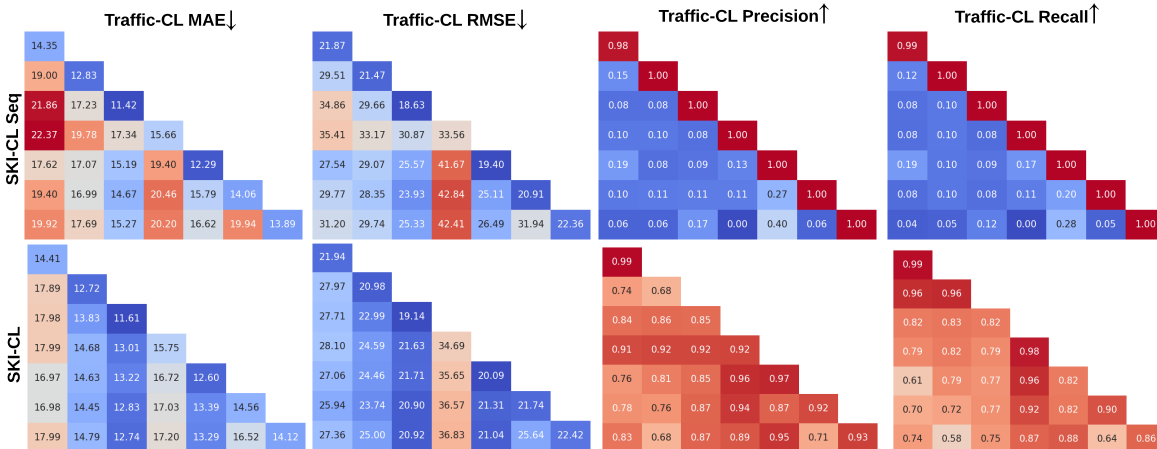 Traffic-CL MAE↓ Traffic-CL RMSE↓ Traffic-CL Precision↑ Traffic-CL Recall↑
SKI-CL Seq
14.35 21.87 0.98 0.99
19.00 12.83 29.51 21.47 0.15 1.00 0.12 1.00
21.86 17.23 11.42 34.86 29.66 18.63 0.08 0.08 1.00 0.08 0.10 1.00
22.37 19.78 17.34 15.66 35.41 33.17 30.87 33.56 0.10 0.10 0.08 1.00 0.09 0.10 0.08 1.00
17.62 17.07 15.19 19.40 12.29 27.54 29.07 25.57 41.67 19.40 0.19 0.08 0.09 0.13 1.00 0.19 0.10 0.09 0.17 1.00
19.40 16.99 14.67 20.46 15.79 14.06 29.77 28.35 23.93 42.84 25.11 20.91 0.10 0.11 0.11 0.11 0.27 1.00 0.08 0.10 0.08 0.11 0.20 1.00
19.92 17.69 15.27 20.20 16.62 19.94 13.89 31.20 29.74 25.33 42.41 26.49 31.94 22.36 0.06 0.06 0.17 0.00 0.40 0.06 1.00 0.04 0.05 0.12 0.00 0.28 0.05 1.00
SKI-CL
14.41 21.94 0.99 0.99
17.89 12.72 27.97 20.98 0.74 0.68 0.96 0.96
17.98 13.83 11.61 27.71 22.99 19.14 0.84 0.86 0.85 0.82 0.83 0.82
17.99 14.68 13.01 15.75 28.10 24.59 21.63 34.69 0.91 0.92 0.92 0.92 0.79 0.82 0.79 0.98
16.97 14.63 13.22 16.72 12.60 27.06 24.46 21.71 35.65 20.09 0.76 0.81 0.85 0.96 0.97 0.61 0.79 0.77 0.96 0.82
16.98 14.45 12.83 17.03 13.39 14.56 25.94 23.74 20.90 36.57 21.31 21.74 0.78 0.76 0.87 0.94 0.87 0.92 0.70 0.72 0.77 0.92 0.82 0.90
17.99 14.79 12.74 17.20 13.29 16.52 14.12 27.36 25.00 20.92 36.83 21.04 25.64 22.42 0.83 0.68 0.87 0.89 0.95 0.71 0.93 0.74 0.58 0.75 0.87 0.88 0.64 0.86